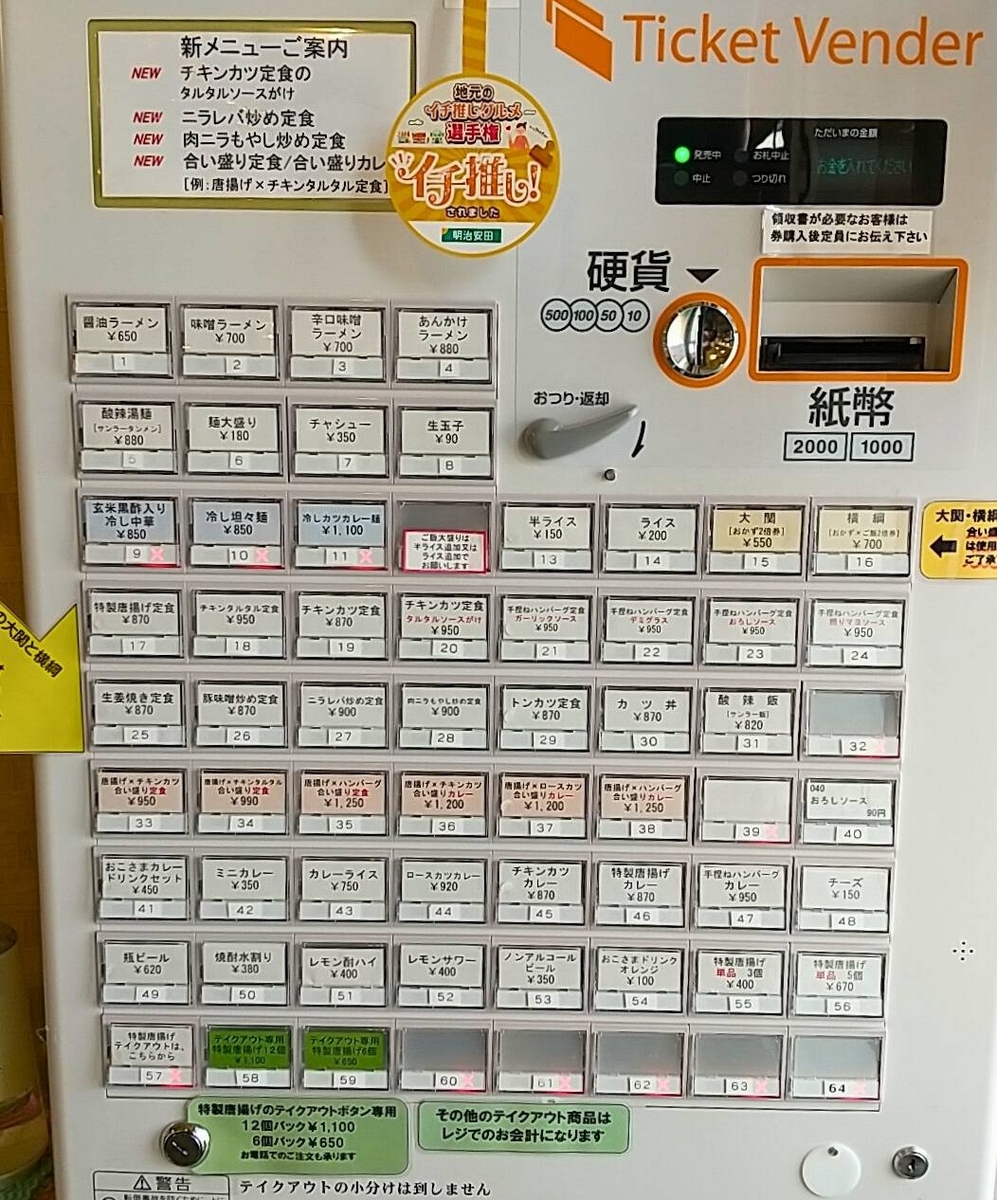 新メニューご案内
NEW チキンカツ定食の
タルタルソースがけ
NEW ニラレバ炒め定食
NEW 肉ニラもやし炒め定食
NEW 合い盛り定食/合い盛りカレ
[例:唐揚げ×チキンタルタル定食]
地元の
イチ推しグルメ
選手権
イチ推し!
されました
明治安田
Ticket Vender
ただいまの金額
発売中 お札中止
中止 つり切れ
お金を入れてください
領収書が必要なお客様は
券購入後定員にお伝え下さい
硬貨
500 100 50 10
おつり・返却
紙幣
2000 1000
醤油ラーメン
¥650
1
味噌ラーメン
¥700
2
辛口味噌
ラーメン
¥700
3
あんかけ
ラーメン
¥880
4
酸辣湯麺
[サンラータンメン]
¥880
5
麺大盛り
¥180
6
チャシュー
¥350
7
生玉子
¥90
8
玄米黒酢入り
冷し中華
¥850
9
冷し坦々麺
¥850
10
冷しカツカレー麺
¥1,100
11
ご飯大盛りは
半ライス追加又は
ライス追加で
お願いします
半ライス
¥150
13
ライス
¥200
14
大関
[おかず2倍券]
¥550
15
横綱
[おかず×ご飯2倍券]
¥700
16
大関・横綱
合い盛
は使用
ご了承
特製唐揚げ定食
¥870
17
チキンタルタル定食
¥950
18
チキンカツ定食
¥870
19
チキンカツ定食
タルタルソースがけ
¥950
20
手捏ねハンバーグ定食
ガーリックソース
¥950
21
手捏ねハンバーグ定食
デミグラス
¥950
22
手捏ねハンバーグ定食
おろしソース
¥950
23
手捏ねハンバーグ定食
照りマヨソース
¥950
24
の大関と横綱
生姜焼き定食
¥870
25
豚味噌炒め定食
¥870
26
ニラレバ炒め定食
¥900
27
肉ニラもやし炒め定食
¥900
28
トンカツ定食
¥870
29
カツ丼
¥870
30
酸辣飯
[サンラー飯]
¥820
31
32
唐揚げ×チキンカツ
合い盛り定食
¥950
33
唐揚げ×チキンタルタル
合い盛り定食
¥990
34
唐揚げ×ハンバーグ
合い盛り定食
¥1,250
35
唐揚げ×チキンカツ
合い盛りカレー
¥1,200
36
唐揚げ×ロースカツ
合い盛りカレー
¥1,200
37
唐揚げ×ハンバーグ
合い盛りカレー
¥1,250
38
39
040
おろしソース
90円
40
おこさまカレー
ドリンクセット
¥450
41
ミニカレー
¥350
42
カレーライス
¥750
43
ロースカツカレー
¥920
44
チキンカツ
カレー
¥870
45
特製唐揚げ
カレー
¥870
46
手捏ねハンバーグ
カレー
¥950
47
チーズ
¥150
48
瓶ビール
¥620
49
焼酎水割り
¥380
50
レモン酎ハイ
¥400
51
レモンサワー
¥400
52
ノンアルコール
ビール
¥350
53
おこさまドリンク
オレンジ
¥100
54
特製唐揚げ
単品 3個
¥400
55
特製唐揚げ
単品 5個
¥670
56
特製唐揚げ
テイクアウトは、
こちらから
57
テイクアウト専用
特製唐揚げ12個
¥1,100
58
テイクアウト専用
特製唐揚げ6個
¥650
59
60
61
62
63
64
特製唐揚げのテイクアウトボタン専用
12個パック¥1,100
6個パック¥650
お電話でのご注文も承ります
その他のテイクアウト商品は
レジでのお会計になります
警告
テイクアウトの小分けは到しません